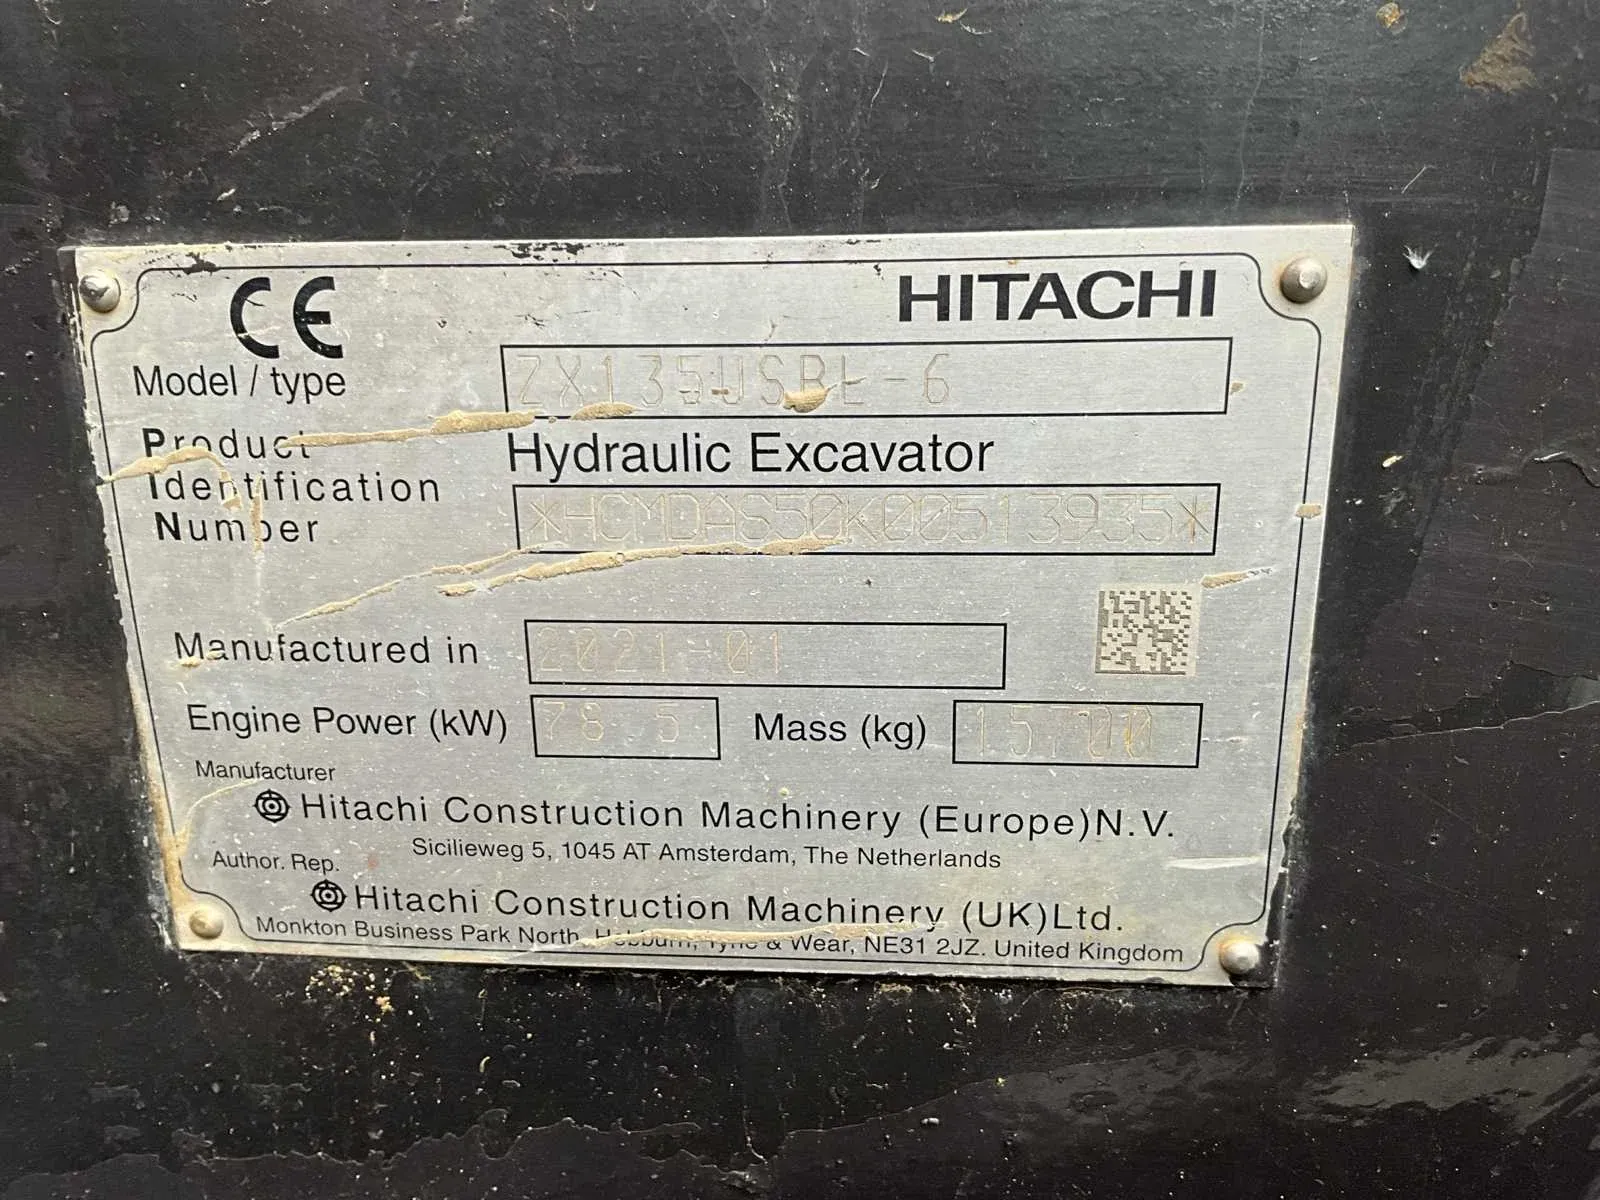 CE HITACHI
Model / type ZX135USBL-6
Product Hydraulic Excavator
Identification
Number *HCMDAS50K00513935*
Manufactured in 2021-01
Engine Power (kW) 78.5 Mass (kg) 15700
Manufacturer
Hitachi Construction Machinery (Europe)N.V.
Sicilieweg 5, 1045 AT Amsterdam, The Netherlands
Author. Rep.
Hitachi Construction Machinery (UK)Ltd.
Monkton Business Park North, Hebburn, Tyne & Wear, NE31 2JZ. United Kingdom